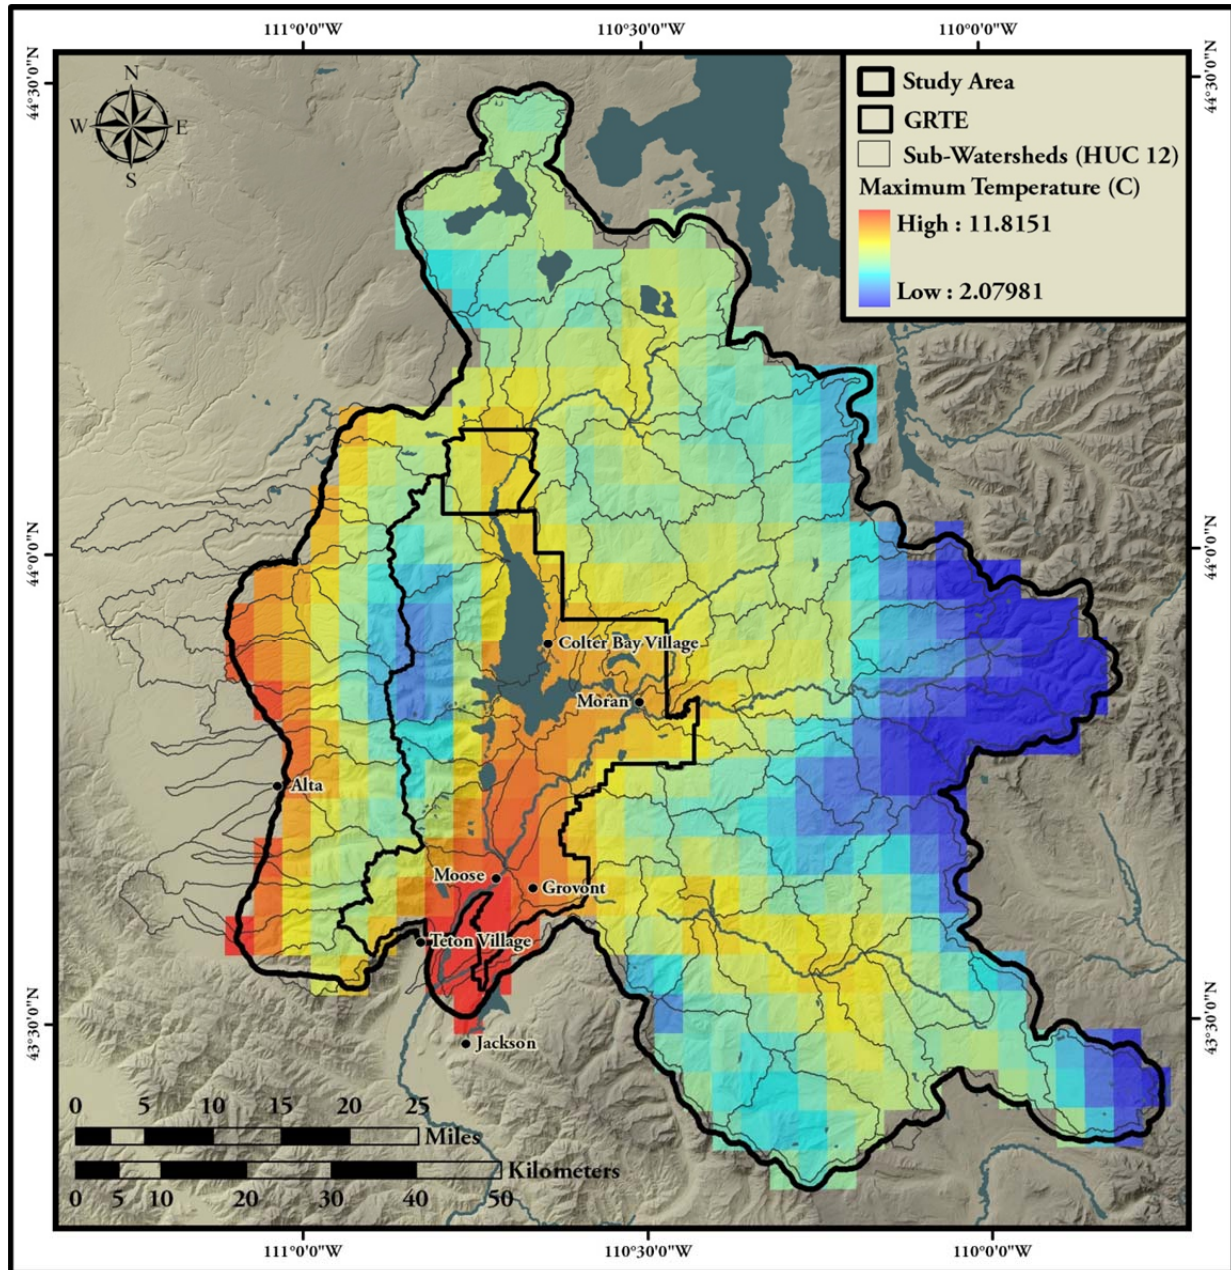 111°0'0"W
110°30'0"W
110°0'0"W
44°30'0"N
44°30'0"N
N
W
E
S
Study Area
GRTE
Sub-Watersheds (HUC 12)
Maximum Temperature (C)
High : 11.8151
Low : 2.07981
44°0'0"N
44°0'0"N
Colter Bay Village
Moran
Alta
Moose
Grovont
Teton Village
43°30'0"N
43°30'0"N
Jackson
0 5 10 15 20 25
Miles
Kilometers
0 5 10 20 30 40 50
111°0'0"W
110°30'0"W
110°0'0"W